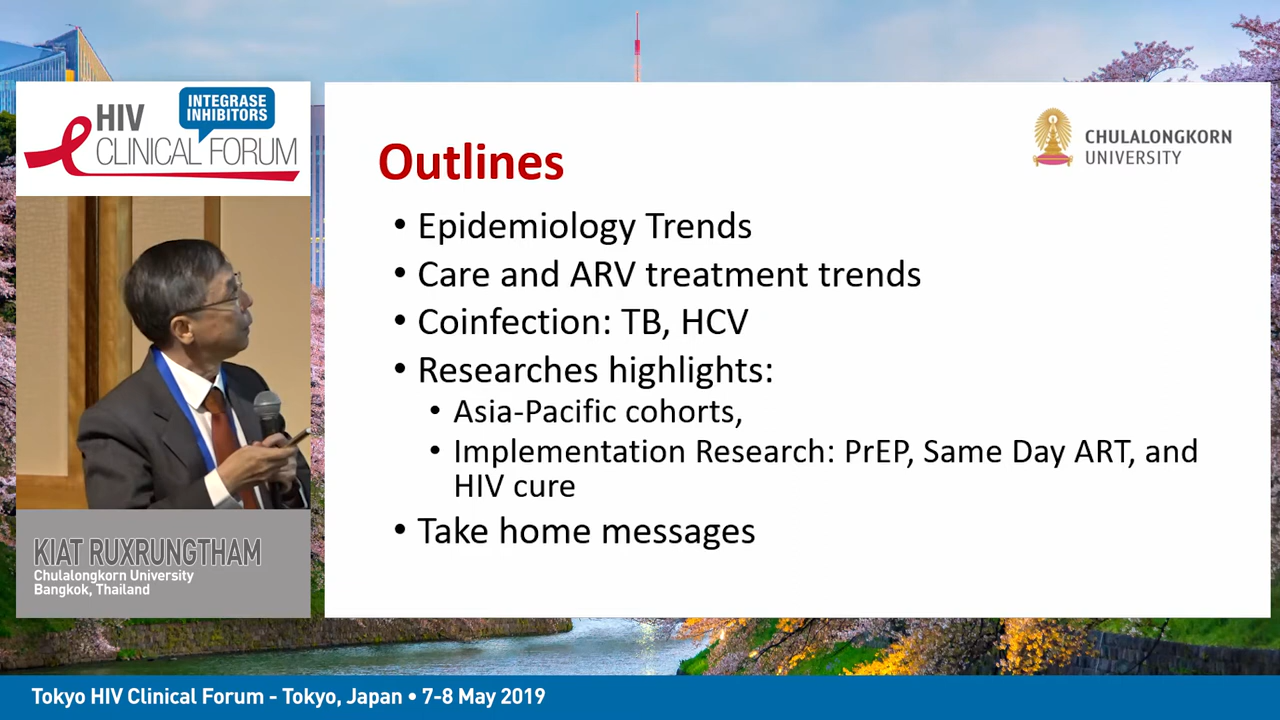 HIV
INTEGRASE
INHIBITORS
CLINICAL FORUM
CHULALONGKORN
UNIVERSITY
Outlines
• Epidemiology Trends
• Care and ARV treatment trends
• Coinfection: TB, HCV
• Researches highlights:
• Asia-Pacific cohorts,
• Implementation Research: PrEP, Same Day ART, and
HIV cure
• Take home messages
KIAT RUXRUNGTHAM
Chulalongkorn University
Bangkok, Thailand
Tokyo HIV Clinical Forum - Tokyo, Japan • 7-8 May 2019